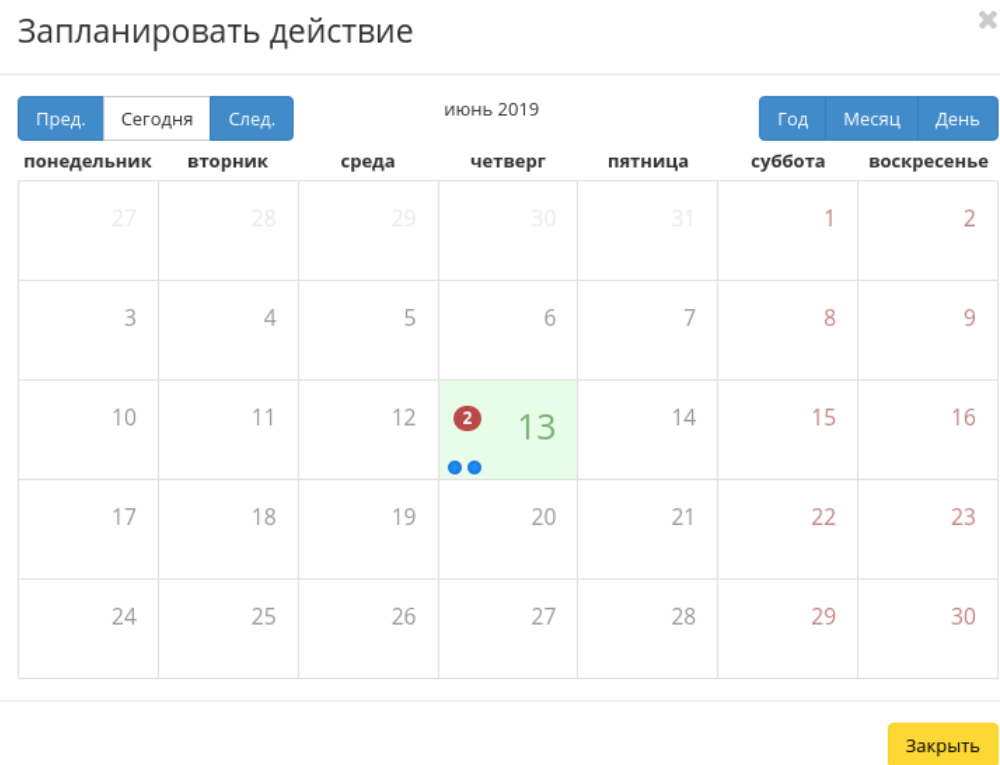 Запланировать действие ✖
Пред. Сегодня След. июнь 2019 Год Месяц День
понедельник вторник среда четверг пятница суббота воскресенье
27 28 29 30 31 1 2
3 4 5 6 7 8 9
10 11 12 2 13 14 15 16
17 18 19 20 21 22 23
24 25 26 27 28 29 30
Закрыть